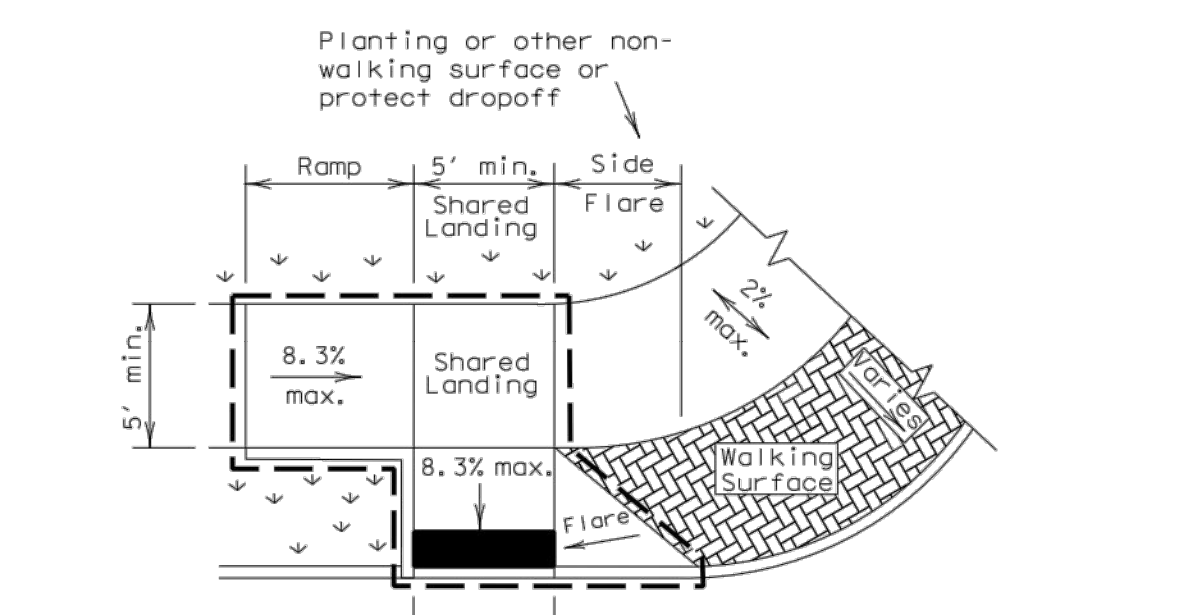 Planting or other non-
walking surface or
protect dropoff
Ramp
5' min.
Side
Flare
Shared
Landing
2%
max.
5' min.
8.3%
max.
Shared
Landing
Varies
Walking
Surface
8.3% max.
Flare